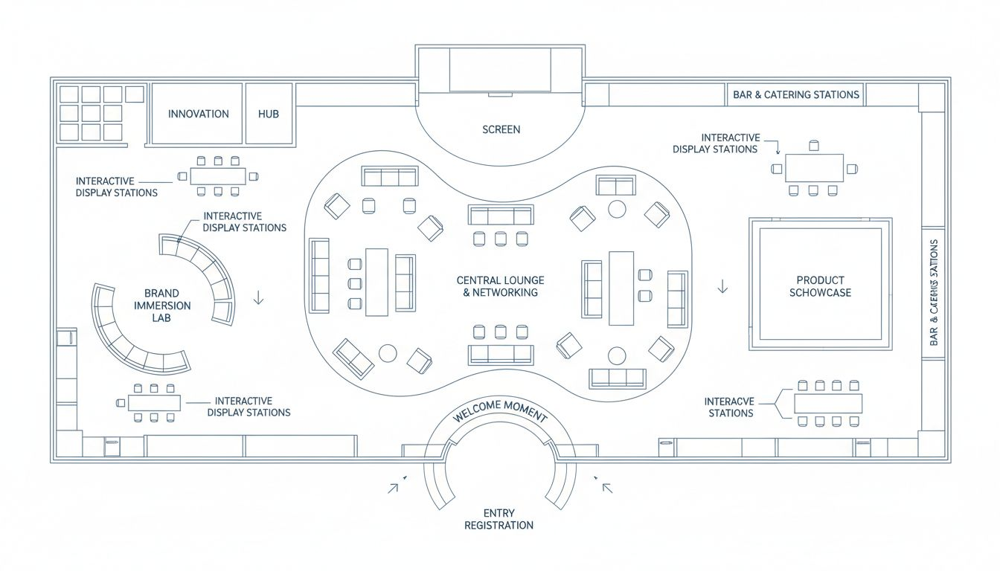 INNOVATION
HUB
SCREEN
BAR & CATERING STATIONS
INTERACTIVE
DISPLAY STATIONS
INTERACTIVE
DISPLAY STATIONS
INTERACTIVE
DISPLAY STATIONS
BRAND
IMMERSION
LAB
CENTRAL LOUNGE
& NETWORKING
PRODUCT
SCHOWCASE
BAR &
INTERACTIVE
DISPLAY STATIONS
WELCOME MOMENT
INTERACVE
STATIONS
ENTRY
REGISTRATION